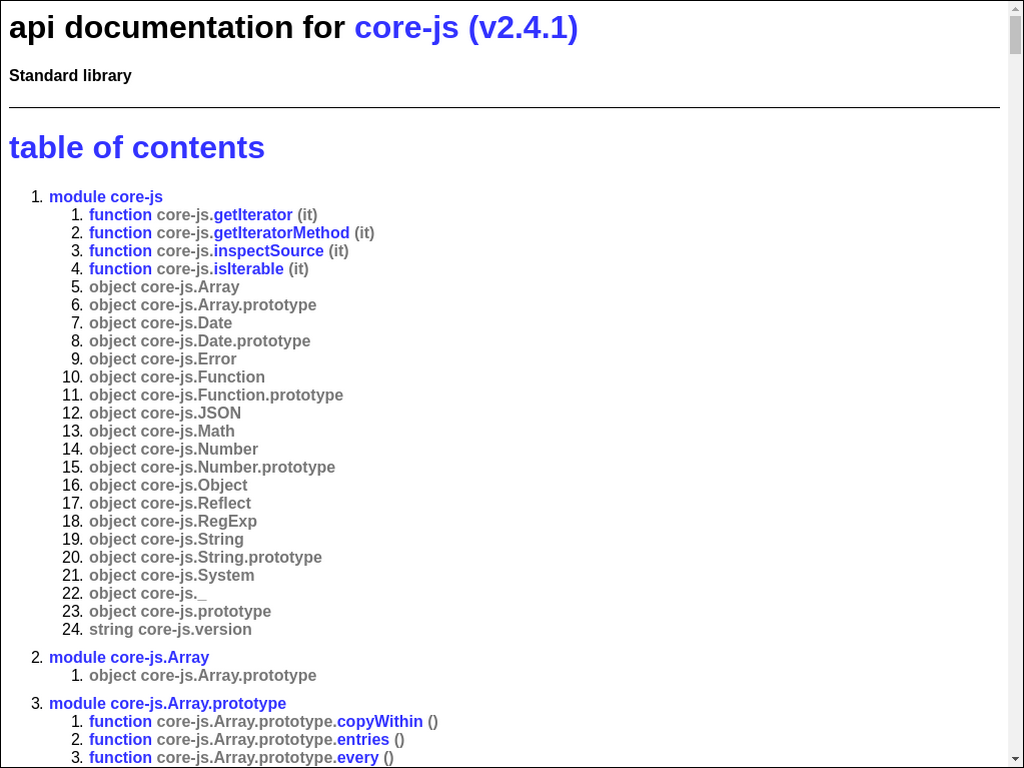 api documentation for core-js (v2.4.1)
Standard library
table of contents
1. module core-js
1. function core-js.getIterator (it)
2. function core-js.getIteratorMethod (it)
3. function core-js.inspectSource (it)
4. function core-js.isIterable (it)
5. object core-js.Array
6. object core-js.Array.prototype
7. object core-js.Date
8. object core-js.Date.prototype
9. object core-js.Error
10. object core-js.Function
11. object core-js.Function.prototype
12. object core-js.JSON
13. object core-js.Math
14. object core-js.Number
15. object core-js.Number.prototype
16. object core-js.Object
17. object core-js.Reflect
18. object core-js.RegExp
19. object core-js.String
20. object core-js.String.prototype
21. object core-js.System
22. object core-js._
23. object core-js.prototype
24. string core-js.version
2. module core-js.Array
1. object core-js.Array.prototype
3. module core-js.Array.prototype
1. function core-js.Array.prototype.copyWithin ()
2. function core-js.Array.prototype.entries ()
3. function core-js.Array.prototype.every ()